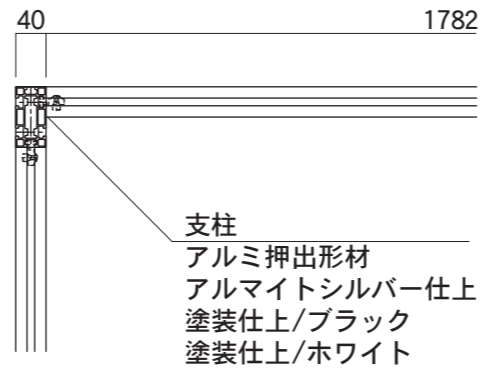 40
1782
支柱
アルミ押出形材
アルマイトシルバー仕上
塗装仕上/ブラック
塗装仕上/ホワイト